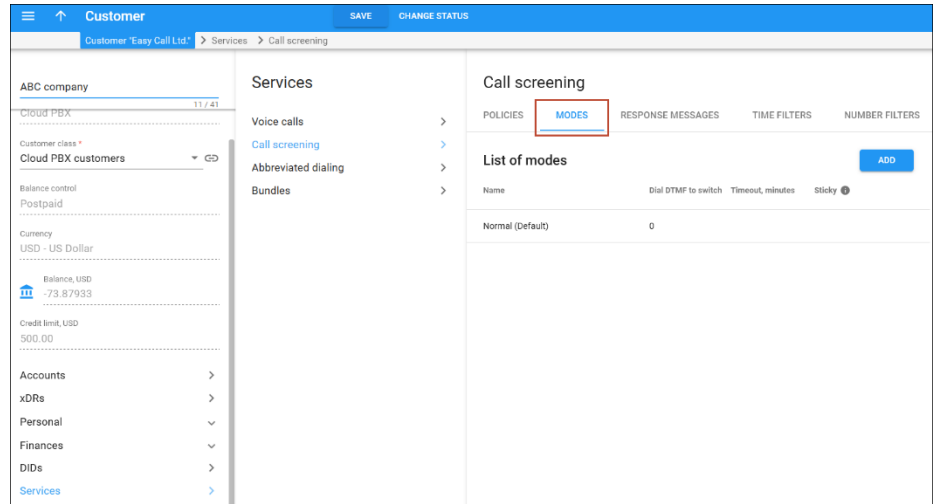 Customer
SAVE
CHANGE STATUS
Customer "Easy Call Ltd."
Services
Call screening
ABC company
11 / 41
Cloud PBX
Customer class *
Cloud PBX customers
Balance control
Postpaid
Currency
USD - US Dollar
Balance, USD
-73.87933
Credit limit, USD
500.00
Accounts
xDRs
Personal
Finances
DIDs
Services
Services
Voice calls
Call screening
Abbreviated dialing
Bundles
Call screening
POLICIES
MODES
RESPONSE MESSAGES
TIME FILTERS
NUMBER FILTERS
List of modes
ADD
Name
Dial DTMF to switch
Timeout, minutes
Sticky
Normal (Default)
0